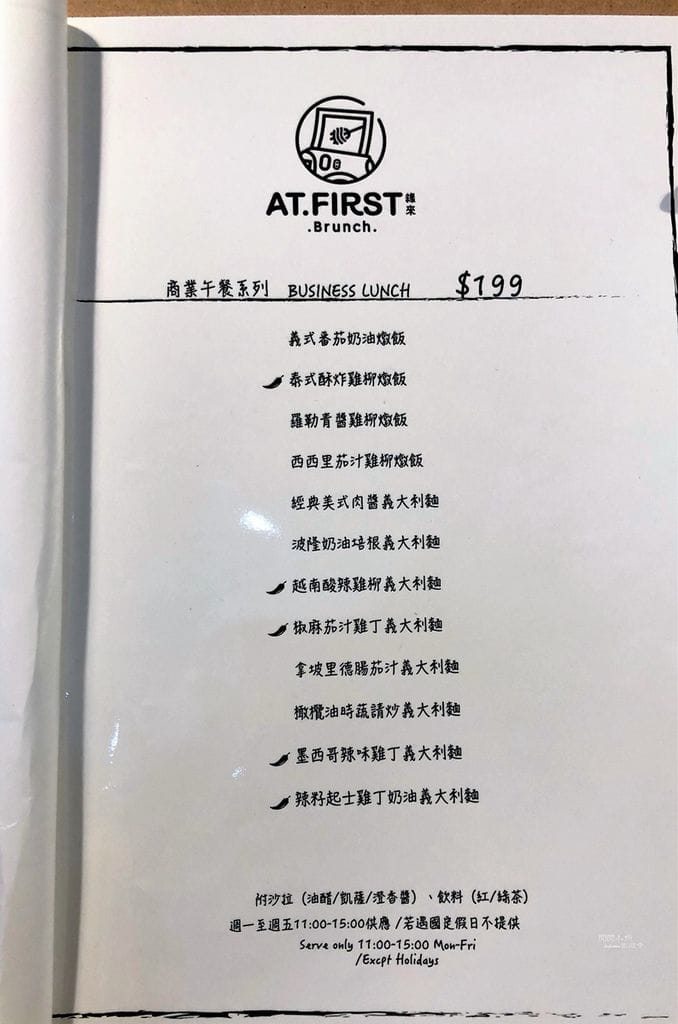 AT.FIRST 緣來
.Brunch.
商業午餐系列 BUSINESS LUNCH $199
義式番茄奶油燉飯
泰式酥炸雞柳燉飯
羅勒青醬雞柳燉飯
西西里茄汁雞柳燉飯
經典美式肉醬義大利麵
波隆奶油培根義大利麵
越南酸辣雞柳義大利麵
椒麻茄汁雞丁義大利麵
拿坡里德腸茄汁義大利麵
橄欖油時蔬請炒義大利麵
墨西哥辣味雞丁義大利麵
辣籽起士雞丁奶油義大利麵
附沙拉（油醋/凱薩/澄香醬）、飲料（紅/綠茶）
週一至週五11:00-15:00供應 /若遇國定假日不提供
Serve only 11:00-15:00 Mon-Fri
/Excpt Holidays